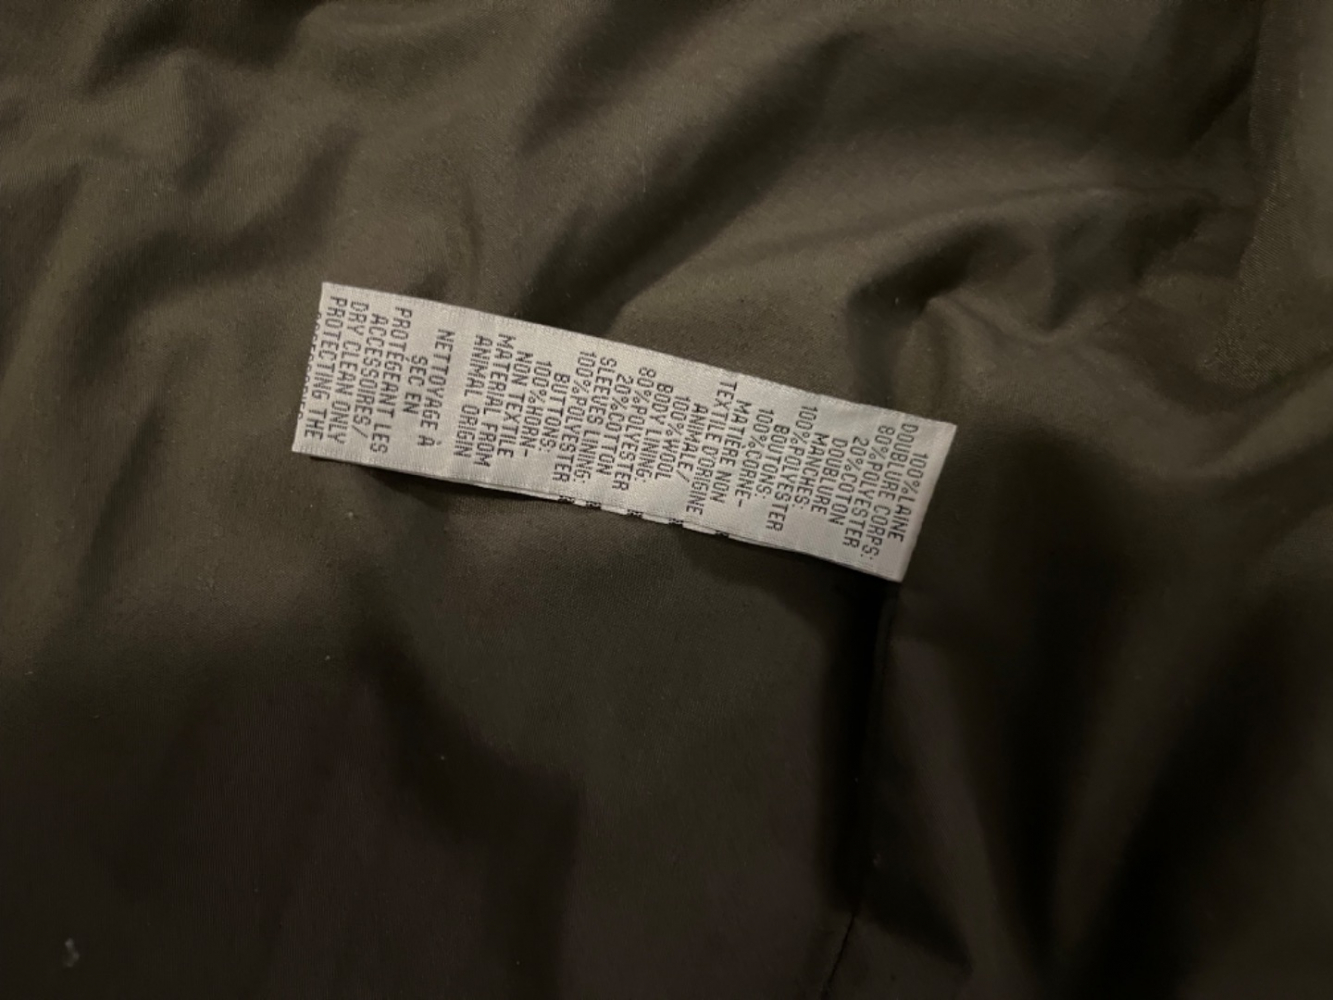 100%LAINE
DOUBLURE CORPS:
80%POLYESTER
20%COTON
DOUBLURE
MANCHES:
100%POLYESTER
BOUTONS:
100%CORNE-
MATIÈRE NON
TEXTILE D'ORIGINE
ANIMALE/
100%WOOL
BODY LINING:
80%POLYESTER
20%COTTON
SLEEVES LINING:
100%POLYESTER
BUTTONS:
100%HORN-
NON TEXTILE
MATERIAL FROM
ANIMAL ORIGIN
NETTOYAGE À
SEC EN
PROTÉGEANT LES
ACCESSOIRES/
DRY CLEAN ONLY
PROTECTING THE